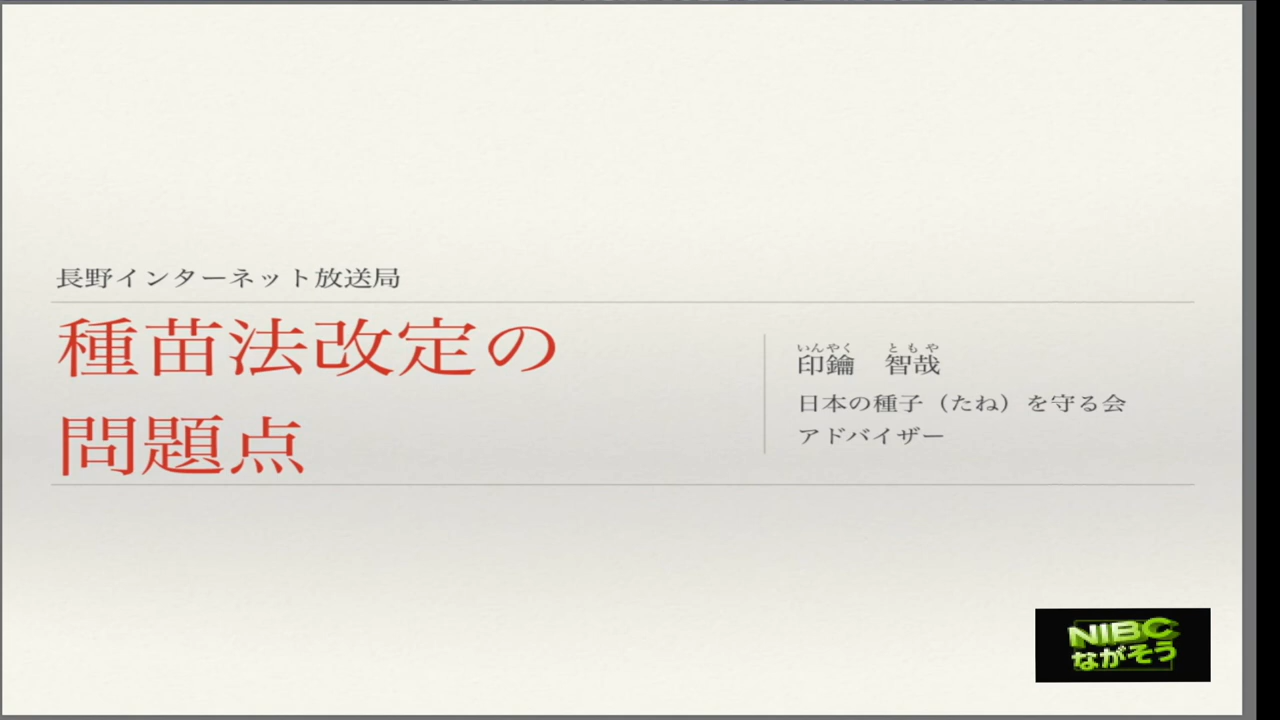 長野インターネット放送局
種苗法改定の
問題点
いんやく ともや
印鑰 智哉
日本の種子（たね）を守る会
アドバイザー
NIBC
ながそう